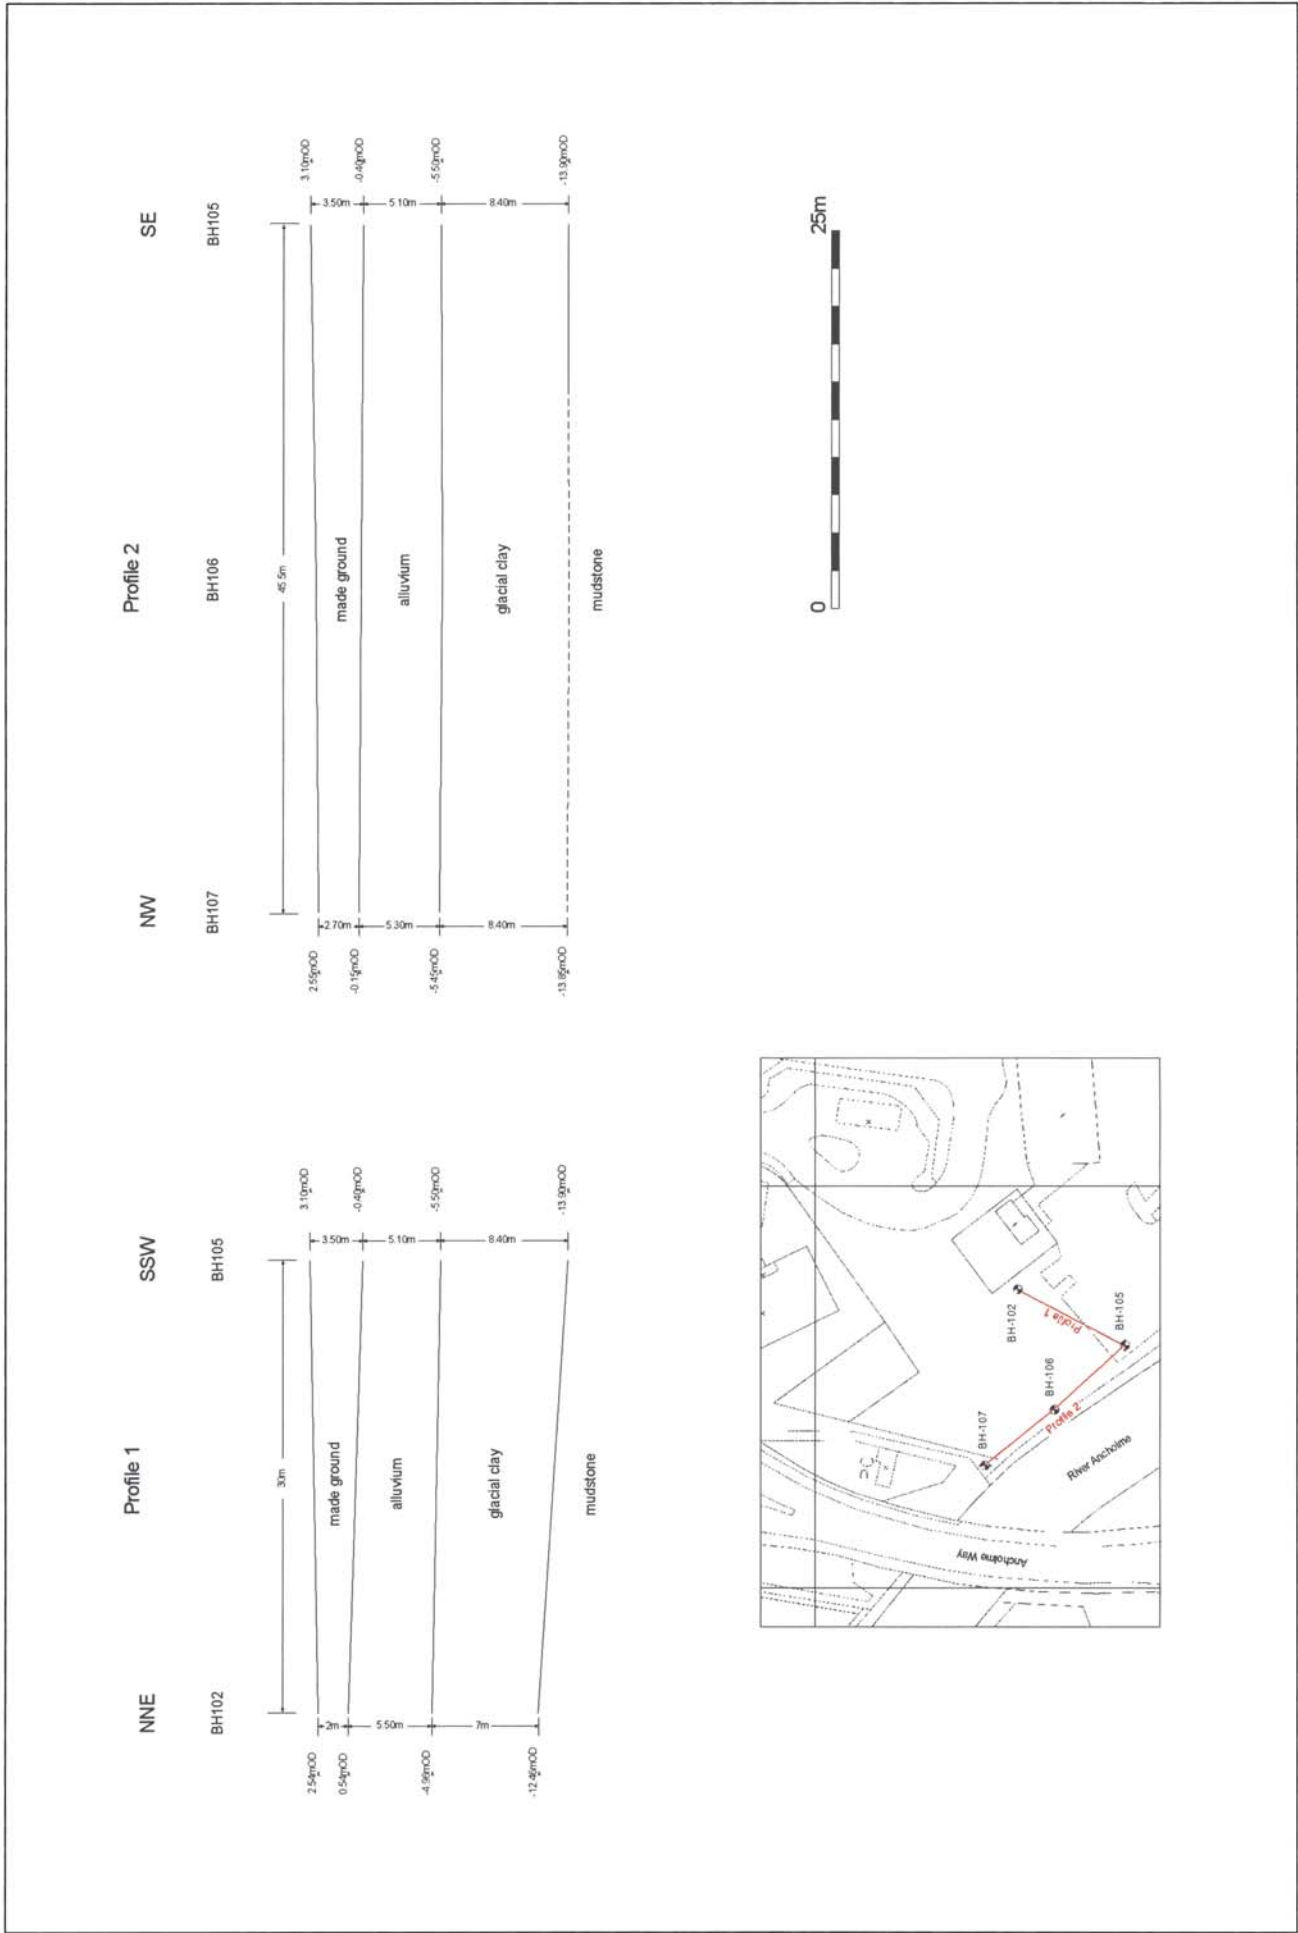 Profile 1
NNE
SSW
BH102
BH105
30m
2.54mOD
2m
3.50m
3.10mOD
made ground
0.54mOD
-0.40mOD
5.50m
alluvium
5.10m
-4.96mOD
-5.50mOD
7m
glacial clay
8.40m
-12.46mOD
-13.90mOD
mudstone
Profile 2
NW
SE
BH107
BH106
BH105
45.5m
2.55mOD
2.70m
3.50m
3.10mOD
made ground
-0.15mOD
-0.40mOD
5.30m
alluvium
5.10m
-5.45mOD
-5.50mOD
8.40m
glacial clay
8.40m
-13.85mOD
-13.90mOD
mudstone
PC
BH-107
BH-102
Profile 1
BH-106
Profile 2
BH-105
River Ancholme
Ancholme Way
0
25m